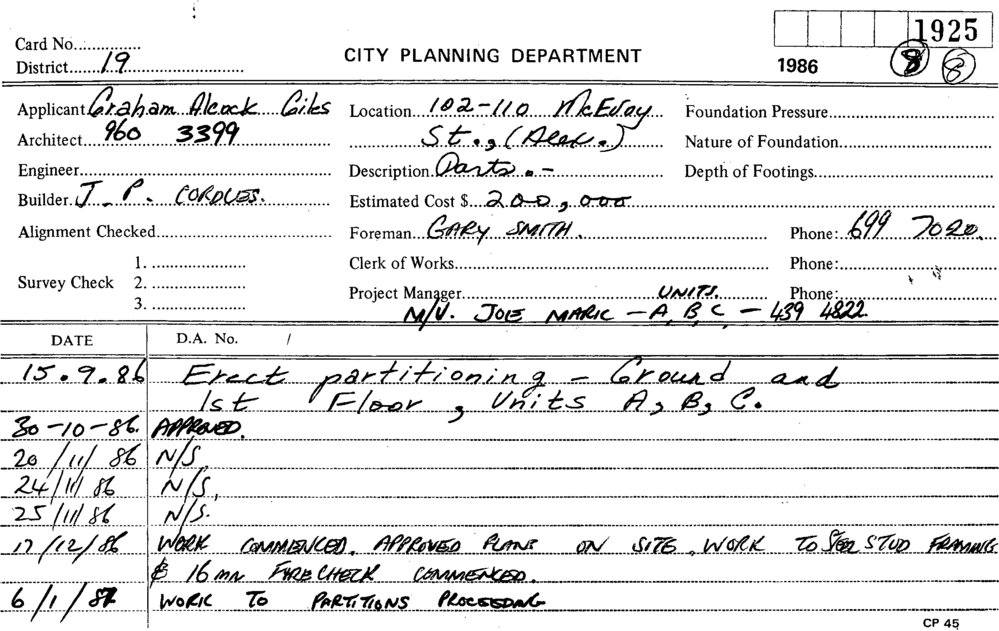 1925
Card No.
CITY PLANNING DEPARTMENT
District 19
1986
8 8
Applicant Graham Alcock Giles
Location 102-110 McEvoy
Foundation Pressure
Architect 960 3399
St., (Alex.)
Nature of Foundation
Engineer
Description Parts. -
Depth of Footings
Builder J. P. CORDUES.
Estimated Cost $ 200,000
Alignment Checked
Foreman GARY SMITH.
Phone: 699 7020.
1.
Clerk of Works
Phone:
Survey Check 2.
Project Manager UNITS.
Phone:
3.
M/V. JOE MARIC - A, B, C - 439 4822
DATE
D.A. No. /
15.9.86 Erect partitioning - Ground and
1st Floor, Units A, B, C.
30-10-86. APPROVED.
20/11/86 N/S,
24/11/86 N/S,
25/11/86 N/S.
17/12/86 WORK COMMENCED. APPROVED PLANS ON SITE, WORK TO STEEL STUD FRAMING
& 16 mm FYRE CHECK COMMENCED.
6/1/87 WORK TO PARTITIONS PROCEEDING
CP 45